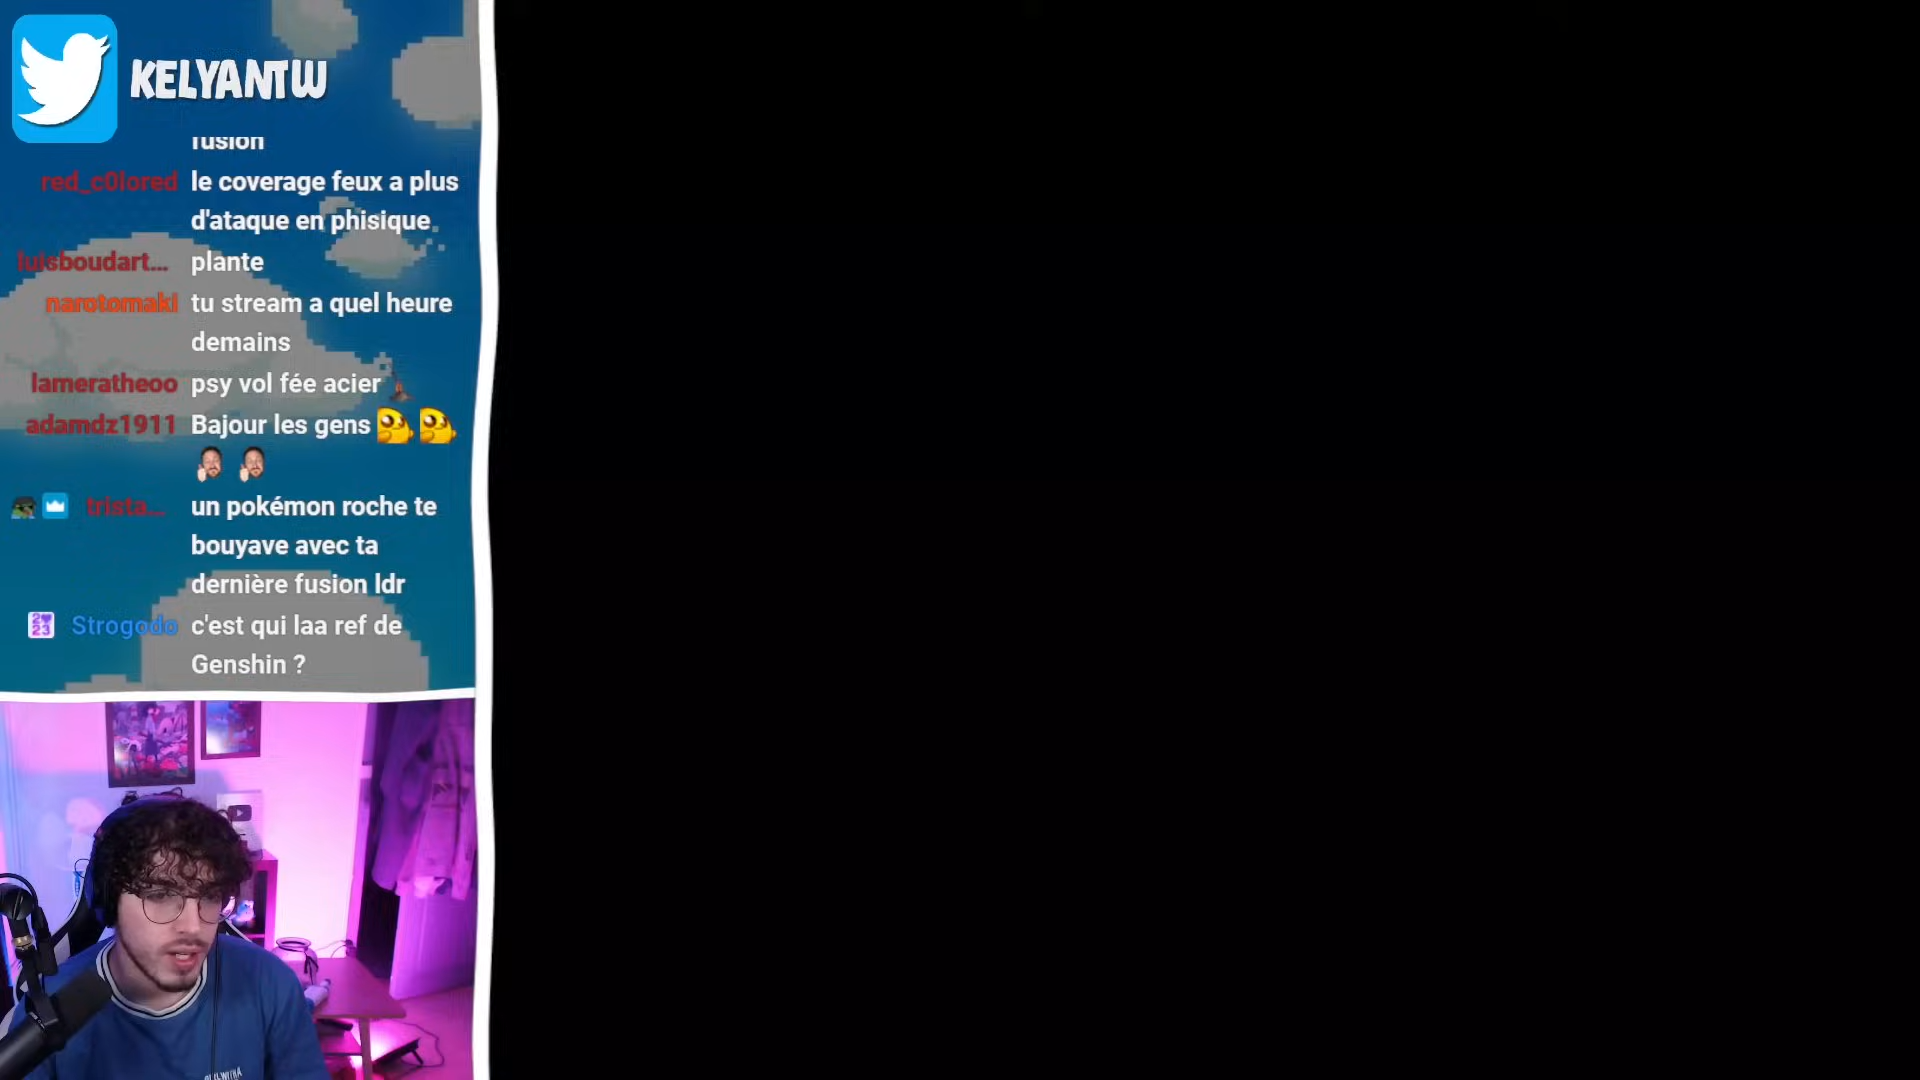 KELYANTW
fusion
red_c0lored le coverage feux a plus
d'ataque en phisique
luisboudart... plante
narotomaki tu stream a quel heure
demains
lameratheoo psy vol fée acier
adamdz1911 Bajour les gens
trista... un pokémon roche te
bouyave avec ta
dernière fusion ldr
Strogodo c'est qui laa ref de
Genshin ?